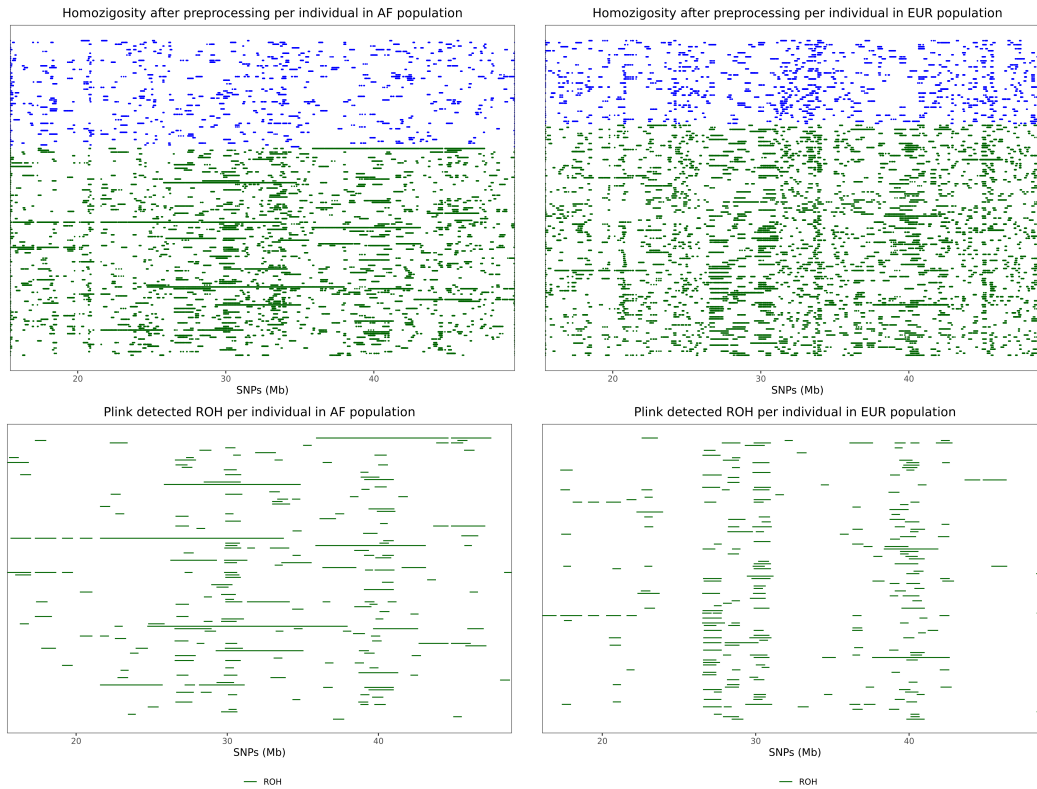 Homozigosity after preprocessing per individual in AF population
Homozigosity after preprocessing per individual in EUR population
20 30 40
SNPs (Mb)
20 30 40
SNPs (Mb)
Plink detected ROH per individual in AF population
Plink detected ROH per individual in EUR population
20 30 40
SNPs (Mb)
ROH
20 30 40
SNPs (Mb)
ROH